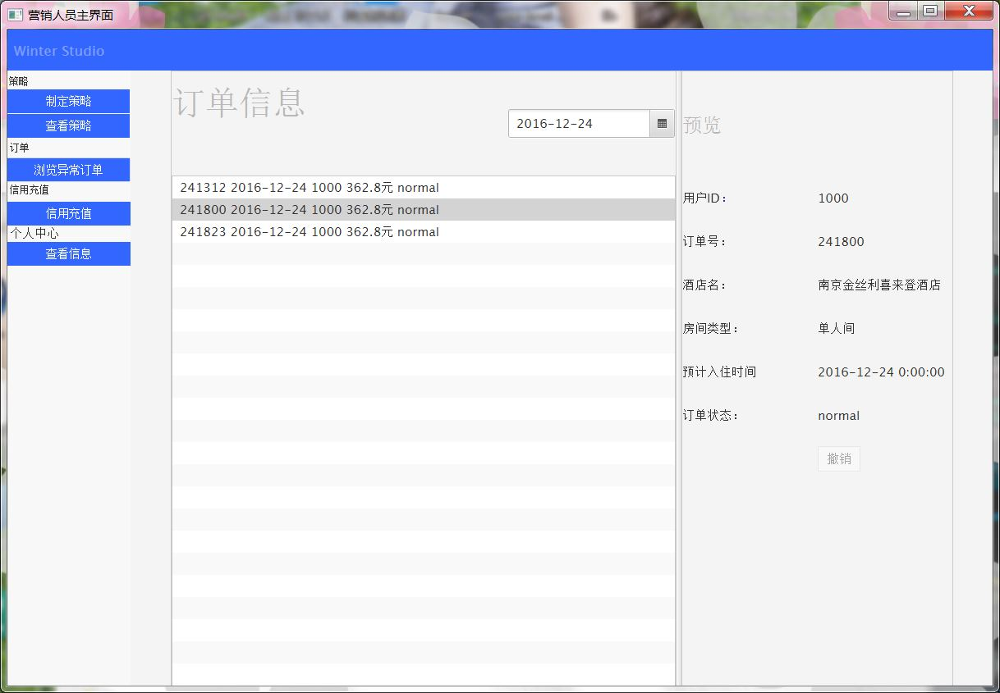 营销人员主界面
Winter Studio
策略
制定策略
查看策略
订单
浏览异常订单
信用充值
信用充值
个人中心
查看信息
订单信息
2016-12-24
241312 2016-12-24 1000 362.8元 normal
241800 2016-12-24 1000 362.8元 normal
241823 2016-12-24 1000 362.8元 normal
预览
用户ID： 1000
订单号： 241800
酒店名： 南京金丝利喜来登酒店
房间类型： 单人间
预计入住时间 2016-12-24 0:00:00
订单状态： normal
撤销